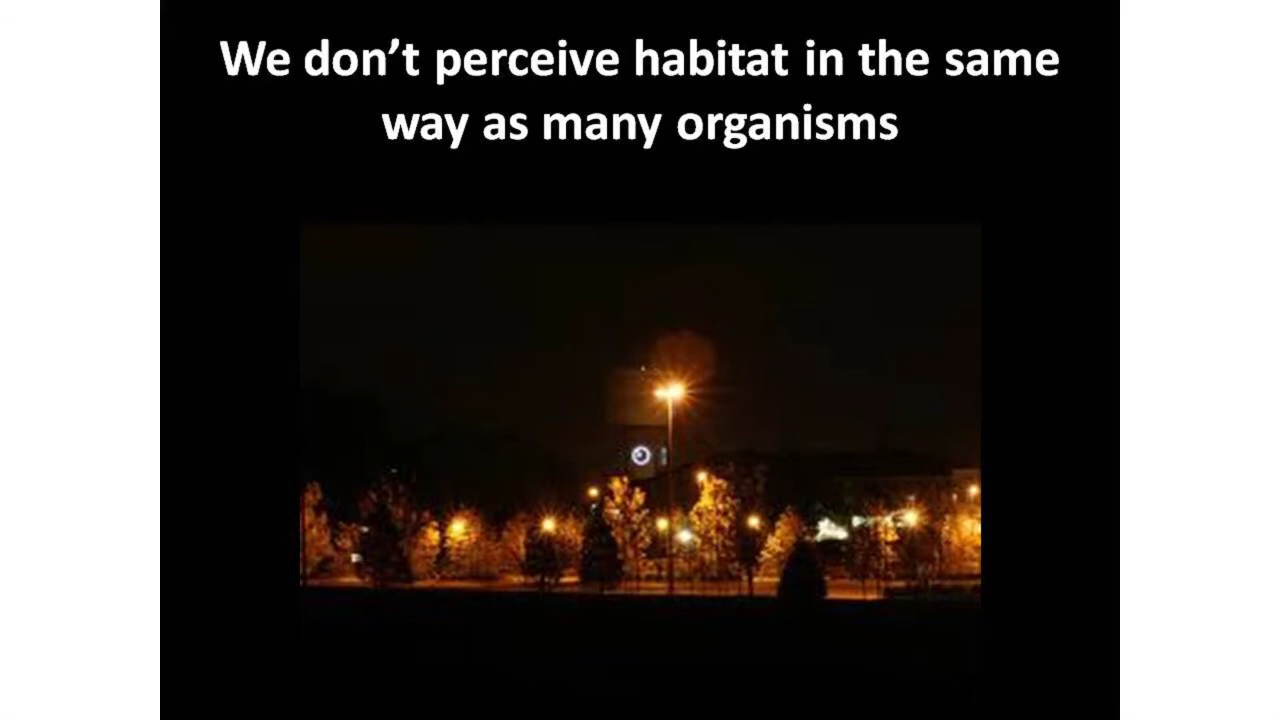 We don’t perceive habitat in the same
way as many organisms